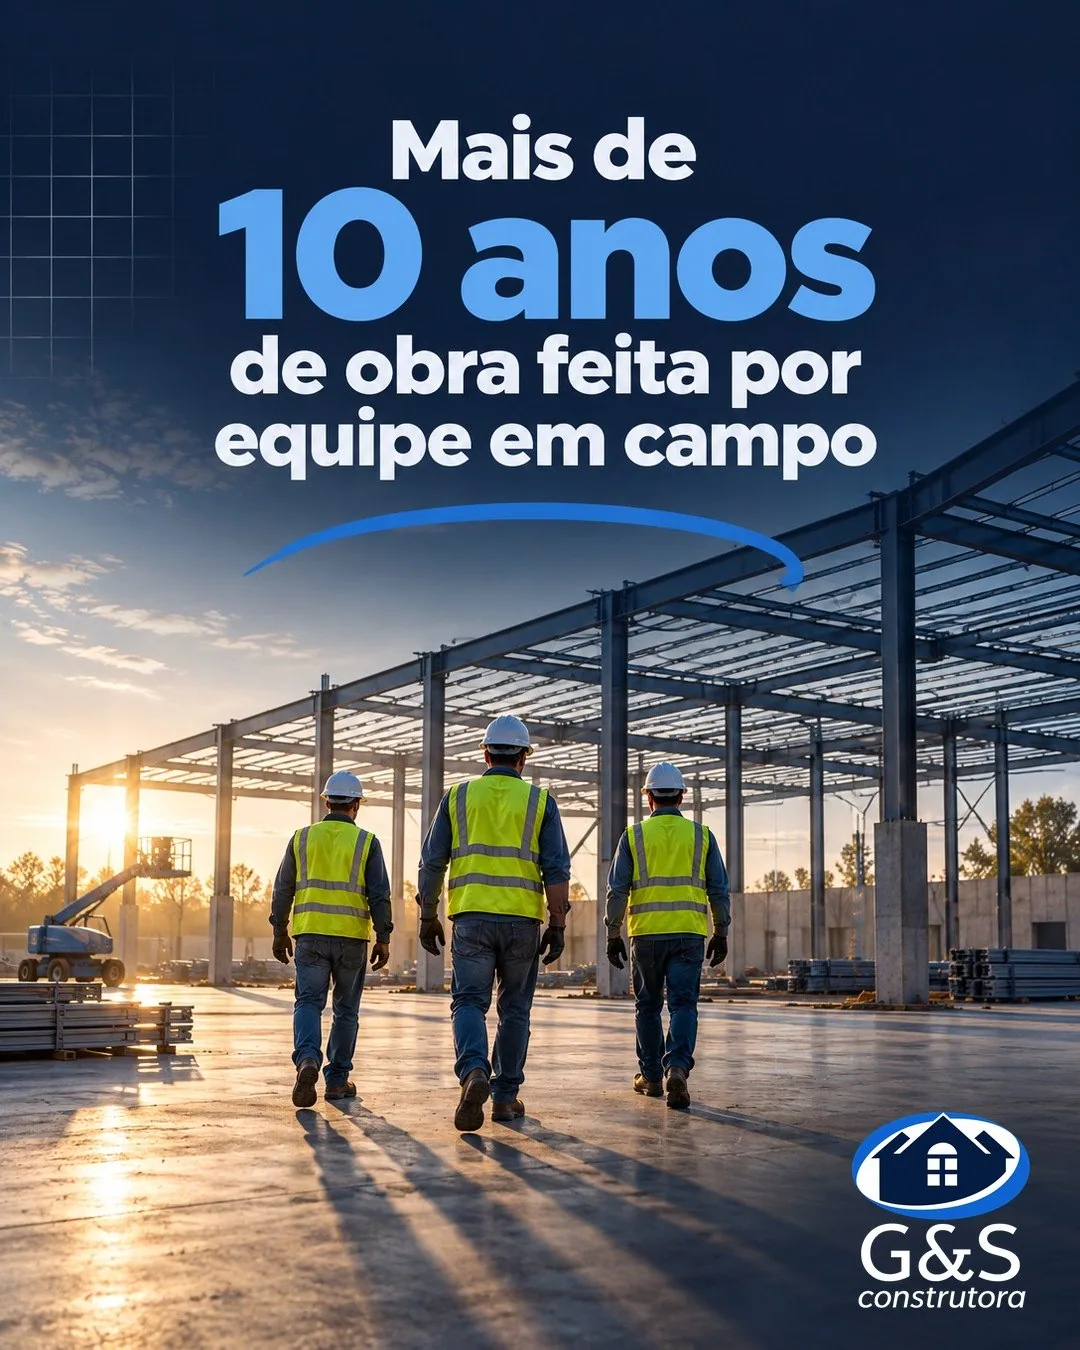 Mais de
10 anos
de obra feita por
equipe em campo
G&S
construtora